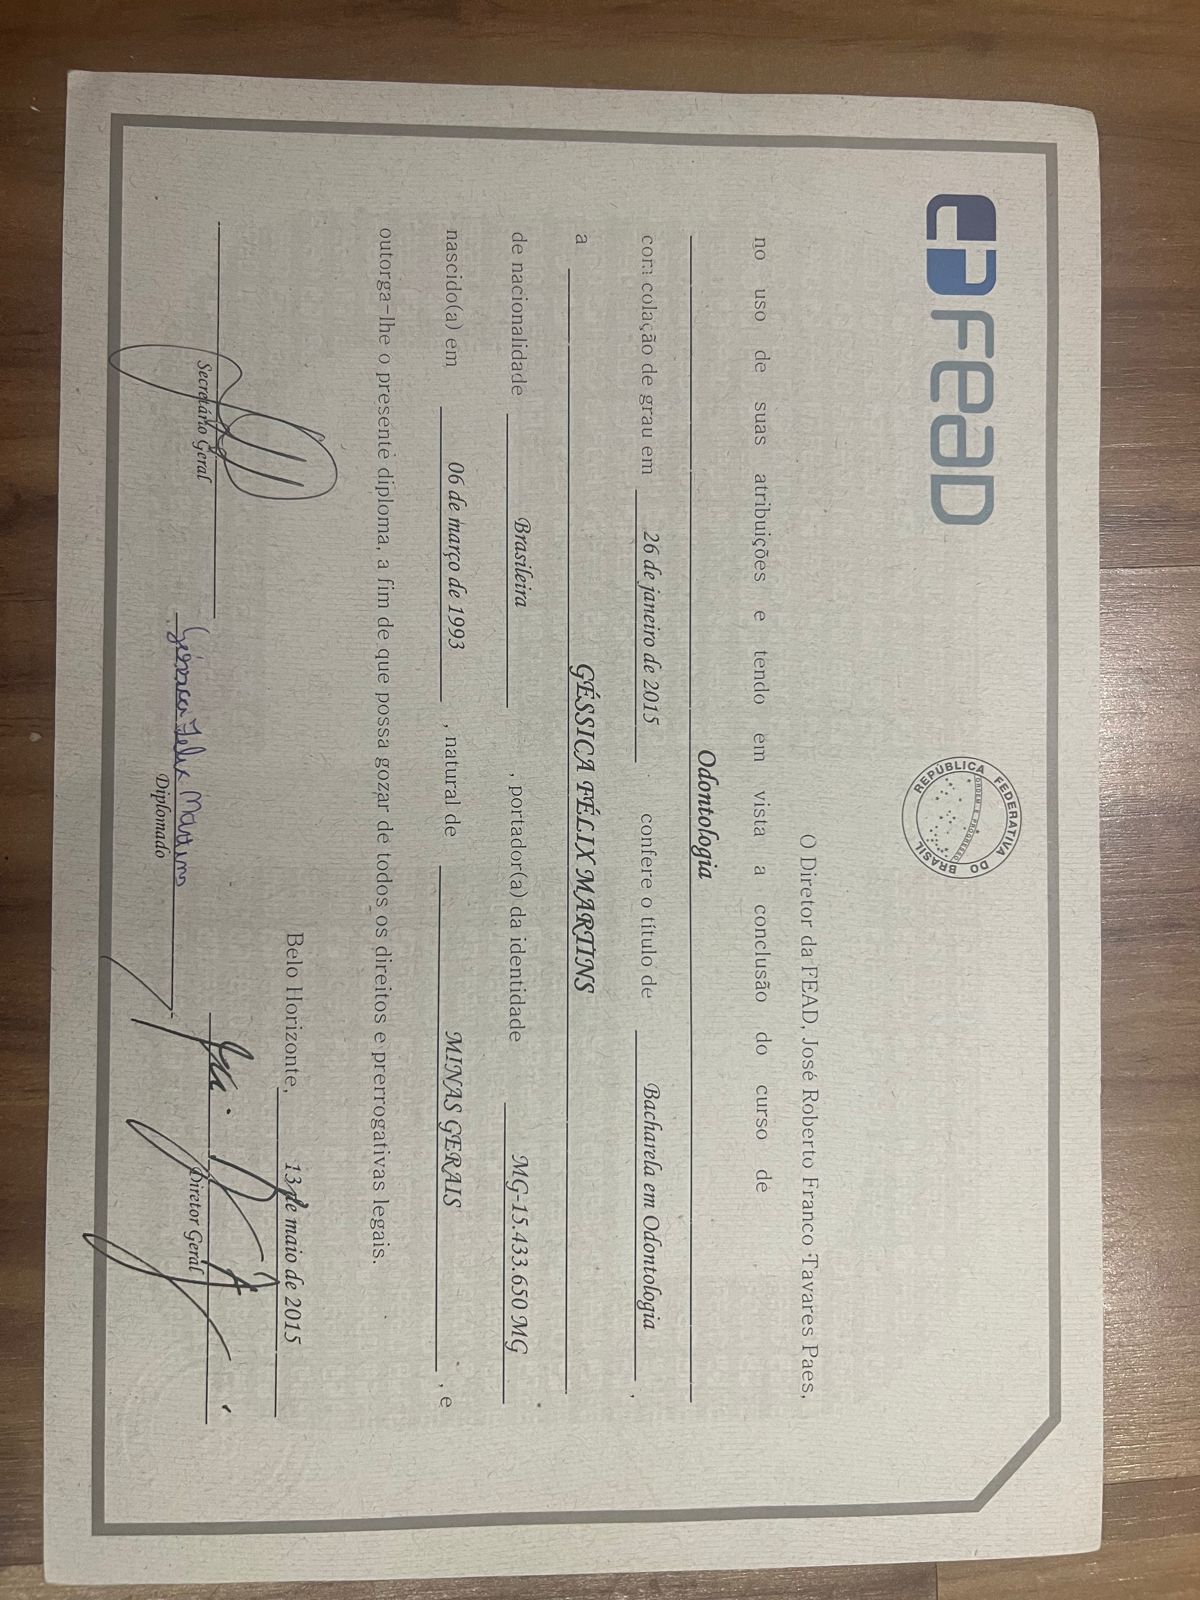 FEAD
REPÚBLICA FEDERATIVA DO BRASIL
ORDEM E PROGRESSO
O Diretor da FEAD, José Roberto Franco Tavares Paes,
no uso de suas atribuições e tendo em vista a conclusão do curso de
Odontologia
com colação de grau em 26 de janeiro de 2015 confere o título de Bacharela em Odontologia,
a GÉSSICA FÉLIX MARTINS
de nacionalidade Brasileira, portador(a) da identidade MG-15.433.650 MG
nascido(a) em 06 de março de 1993, natural de MINAS GERAIS, e
outorga-lhe o presente diploma, a fim de que possa gozar de todos os direitos e prerrogativas legais.
Belo Horizonte, 13 de maio de 2015
Secretário Geral
Géssica Felix Martins
Diplomado
Diretor Geral